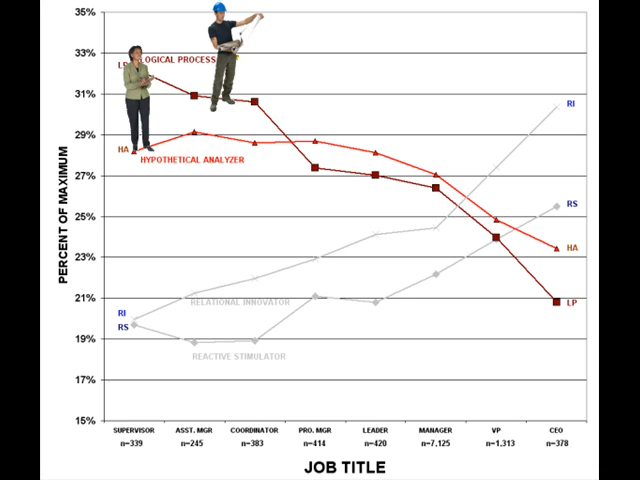 35%
33%
31%
29%
27%
25%
23%
21%
19%
17%
15%
PERCENT OF MAXIMUM
LP
LOGICAL PROCESS
HA
HYPOTHETICAL ANALYZER
RI
RS
RELATIONAL INNOVATOR
REACTIVE STIMULATOR
RI
RS
HA
LP
SUPERVISOR ASST. MGR COORDINATOR PRO. MGR LEADER MANAGER VP CEO
n=339 n=245 n=383 n=414 n=420 n=7,125 n=1,313 n=378
JOB TITLE